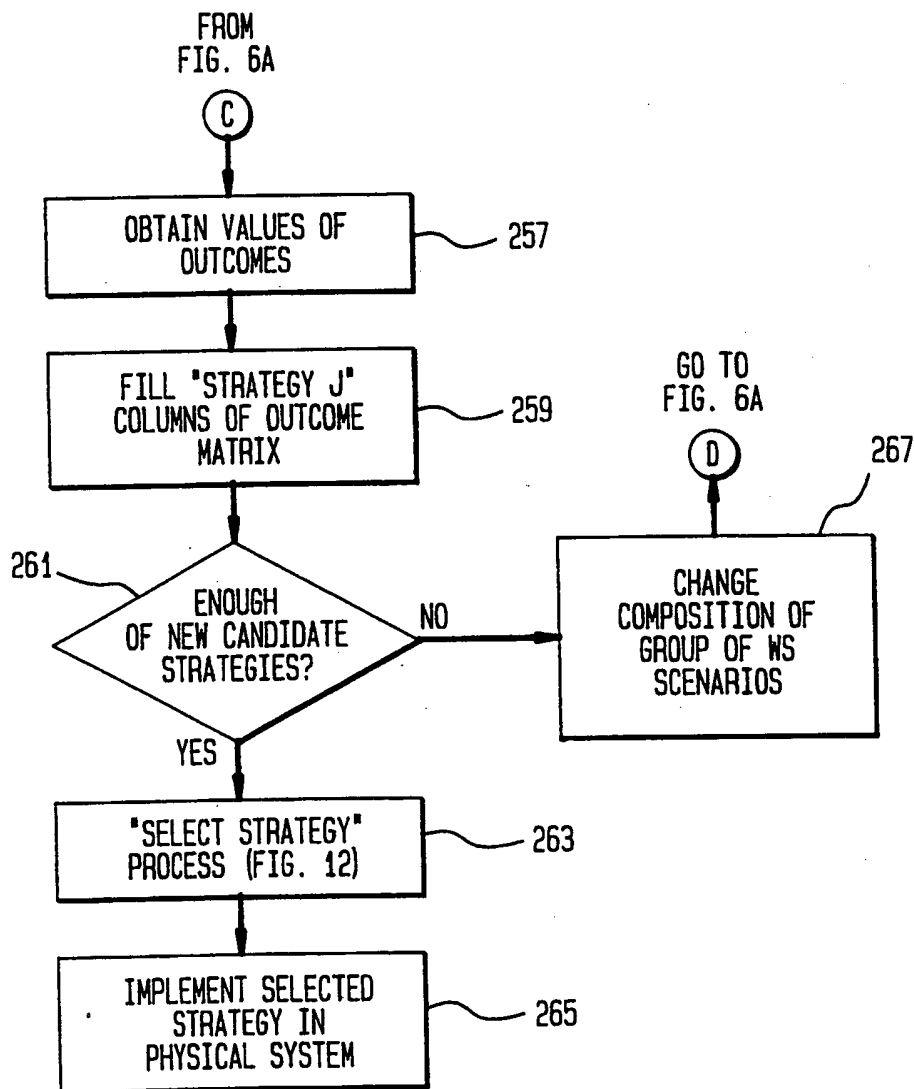 FROM
FIG. 6A
C
OBTAIN VALUES OF
OUTCOMES
257
FILL "STRATEGY J"
COLUMNS OF OUTCOME
MATRIX
259
GO TO
FIG. 6A
D
267
261
ENOUGH
OF NEW CANDIDATE
STRATEGIES?
NO
CHANGE
COMPOSITION OF
GROUP OF WS
SCENARIOS
YES
"SELECT STRATEGY"
PROCESS (FIG. 12)
263
IMPLEMENT SELECTED
STRATEGY IN
PHYSICAL SYSTEM
265